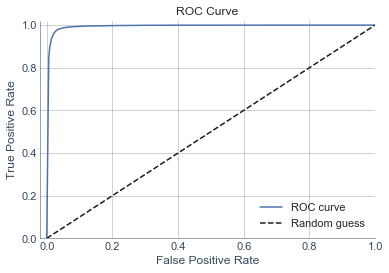 ROC Curve
1.0
0.8
0.6
0.4
0.2
0.0
True Positive Rate
ROC curve
Random guess
0.0 0.2 0.4 0.6 0.8 1.0
False Positive Rate